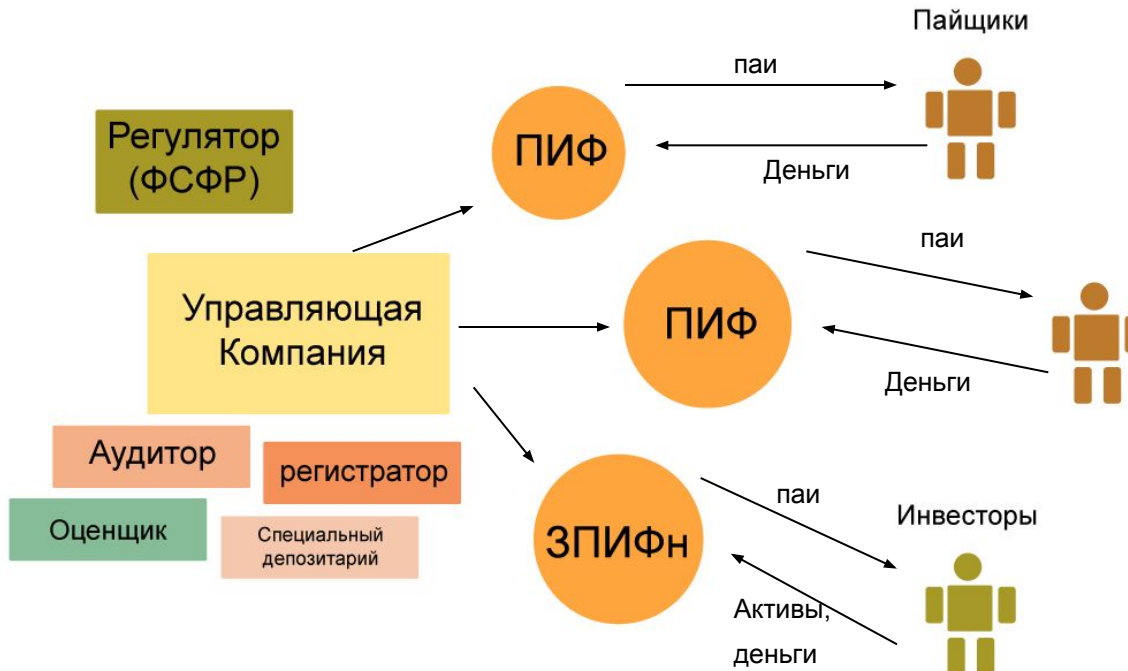 Пайщики
паи
Регулятор
(ФСФР)
ПИФ
Деньги
паи
Управляющая
Компания
ПИФ
Деньги
Аудитор
регистратор
Оценщик
Специальный
депозитарий
ЗПИФн
паи
Инвесторы
Активы,
деньги